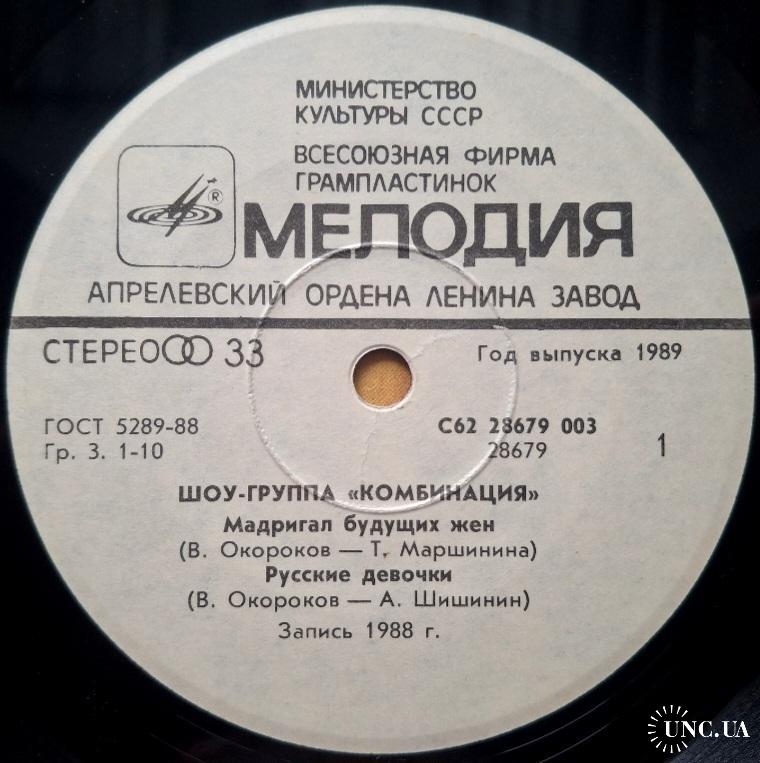 МИНИСТЕРСТВО
КУЛЬТУРЫ СССР
ВСЕСОЮЗНАЯ ФИРМА
ГРАМПЛАСТИНОК
®
МЕЛОДИЯ
АПРЕЛЕВСКИЙ ОРДЕНА ЛЕНИНА ЗАВОД
СТЕРЕО 33
Год выпуска 1989
ГОСТ 5289-88
Гр. 3. 1-10
С62 28679 003
28679
1
ШОУ-ГРУППА «КОМБИНАЦИЯ»
Мадригал будущих жен
(В. Окороков — Т. Маршинина)
Русские девочки
(В. Окороков — А. Шишинин)
Запись 1988 г.
UNC.UA